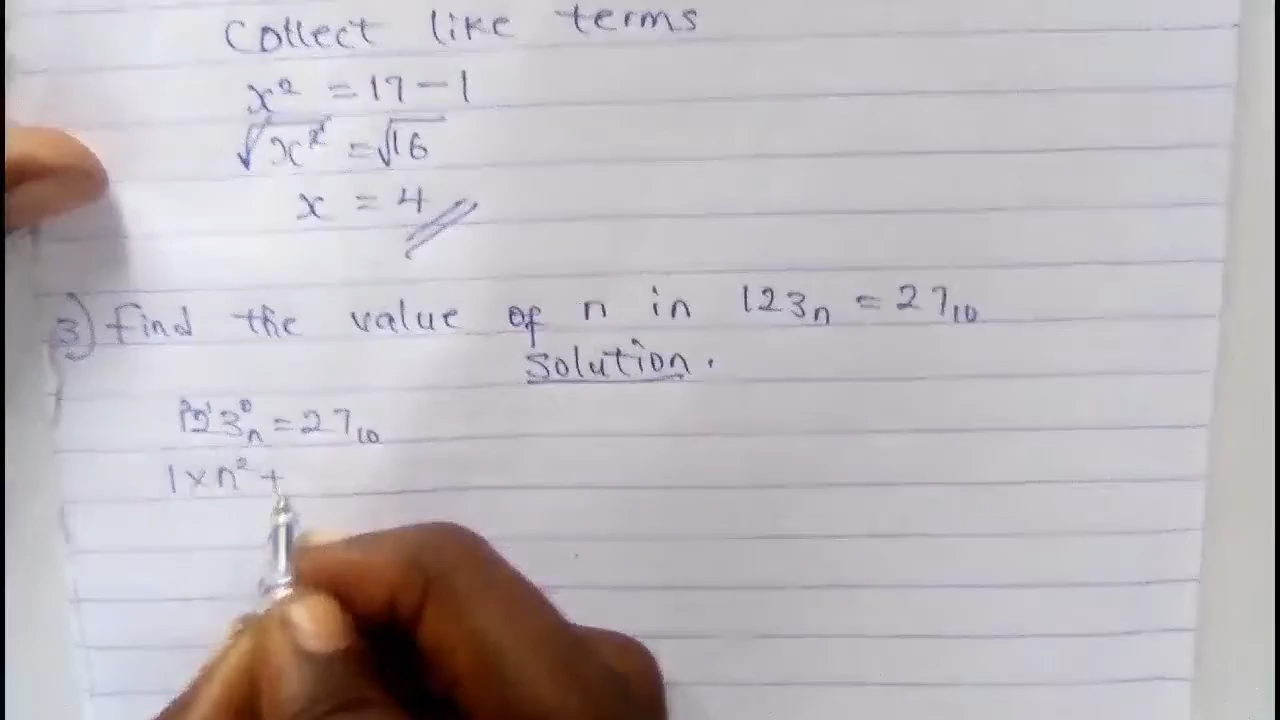 Collect like terms
x² = 17 - 1
√x² = √16
x = 4
3) Find the value of n in 123ₙ = 27₁₀
Solution.
1²2¹3⁰ₙ = 27₁₀
1 × n² +